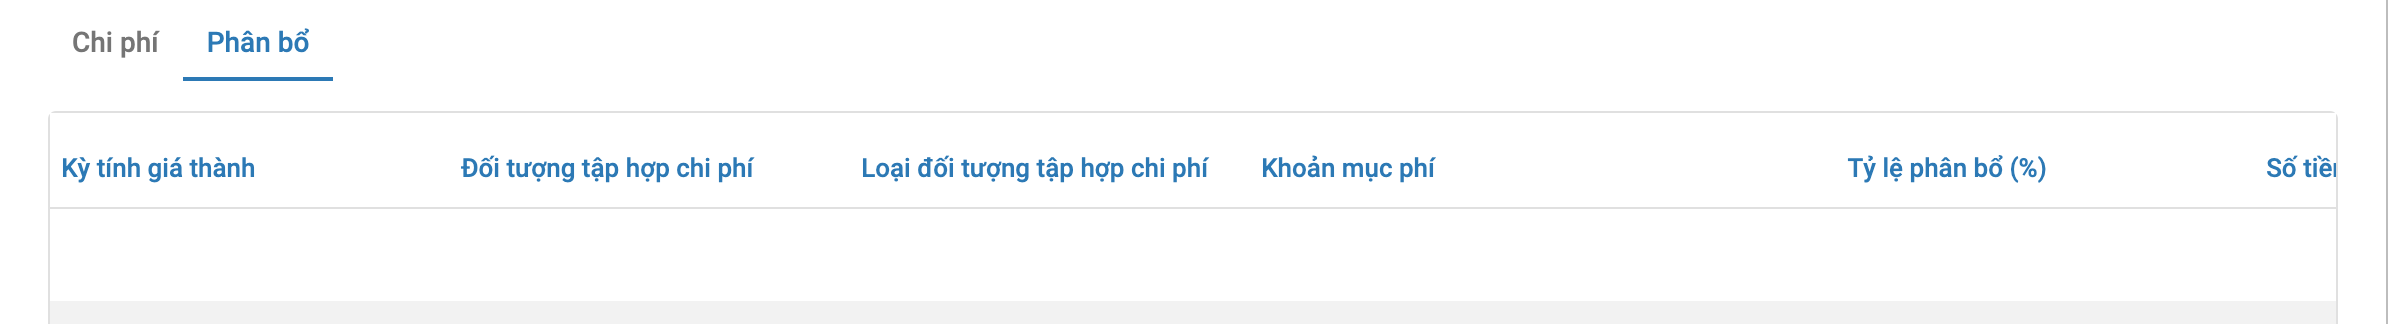 Chi phí Phân bổ
Kỳ tính giá thành Đối tượng tập hợp chi phí Loại đối tượng tập hợp chi phí Khoản mục phí Tỷ lệ phân bổ (%) Số